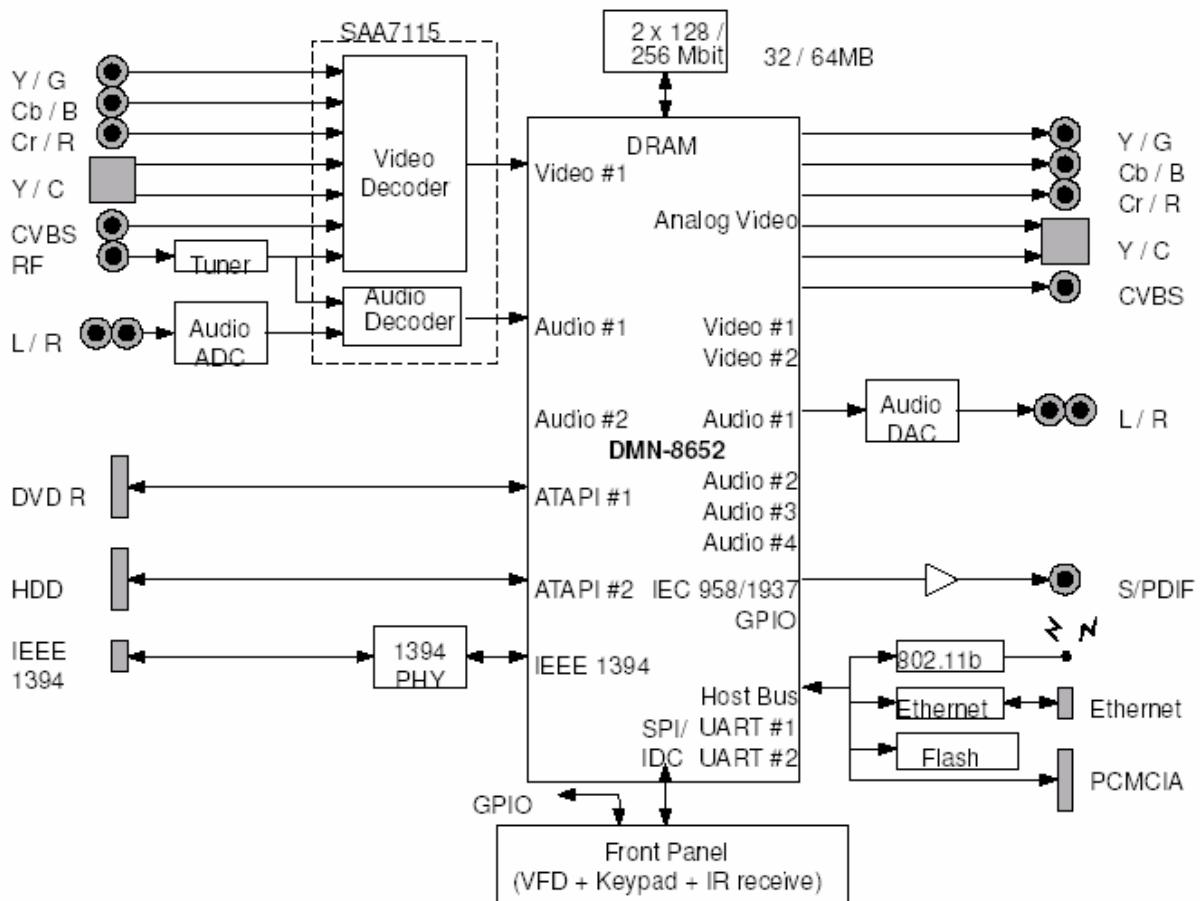 SAA7115
2 x 128 /
256 Mbit
32 / 64MB
Y / G
Cb / B
Cr / R
Y / C
CVBS
RF
L / R
DVD R
HDD
IEEE
1394
Tuner
Audio
ADC
Video
Decoder
Audio
Decoder
1394
PHY
DRAM
Video #1
Analog Video
Audio #1
Video #1
Video #2
Audio #2
Audio #1
DMN-8652
Audio #2
ATAPI #1
Audio #3
Audio #4
ATAPI #2
IEC 958/1937
GPIO
IEEE 1394
Host Bus
SPI/
UART #1
IDC
UART #2
Audio
DAC
802.11b
Ethernet
Flash
Y / G
Cb / B
Cr / R
Y / C
CVBS
L / R
S/PDIF
Ethernet
PCMCIA
GPIO
Front Panel
(VFD + Keypad + IR receive)